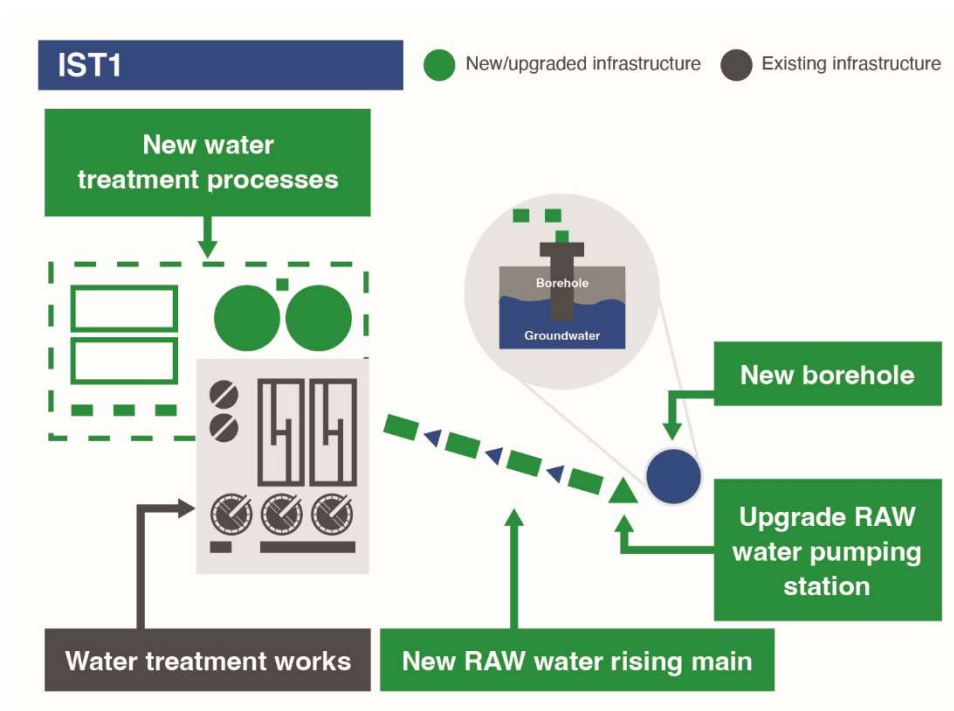 IST1
New/upgraded infrastructure
Existing infrastructure
New water
treatment processes
Borehole
Groundwater
New borehole
Upgrade RAW
water pumping
station
Water treatment works
New RAW water rising main